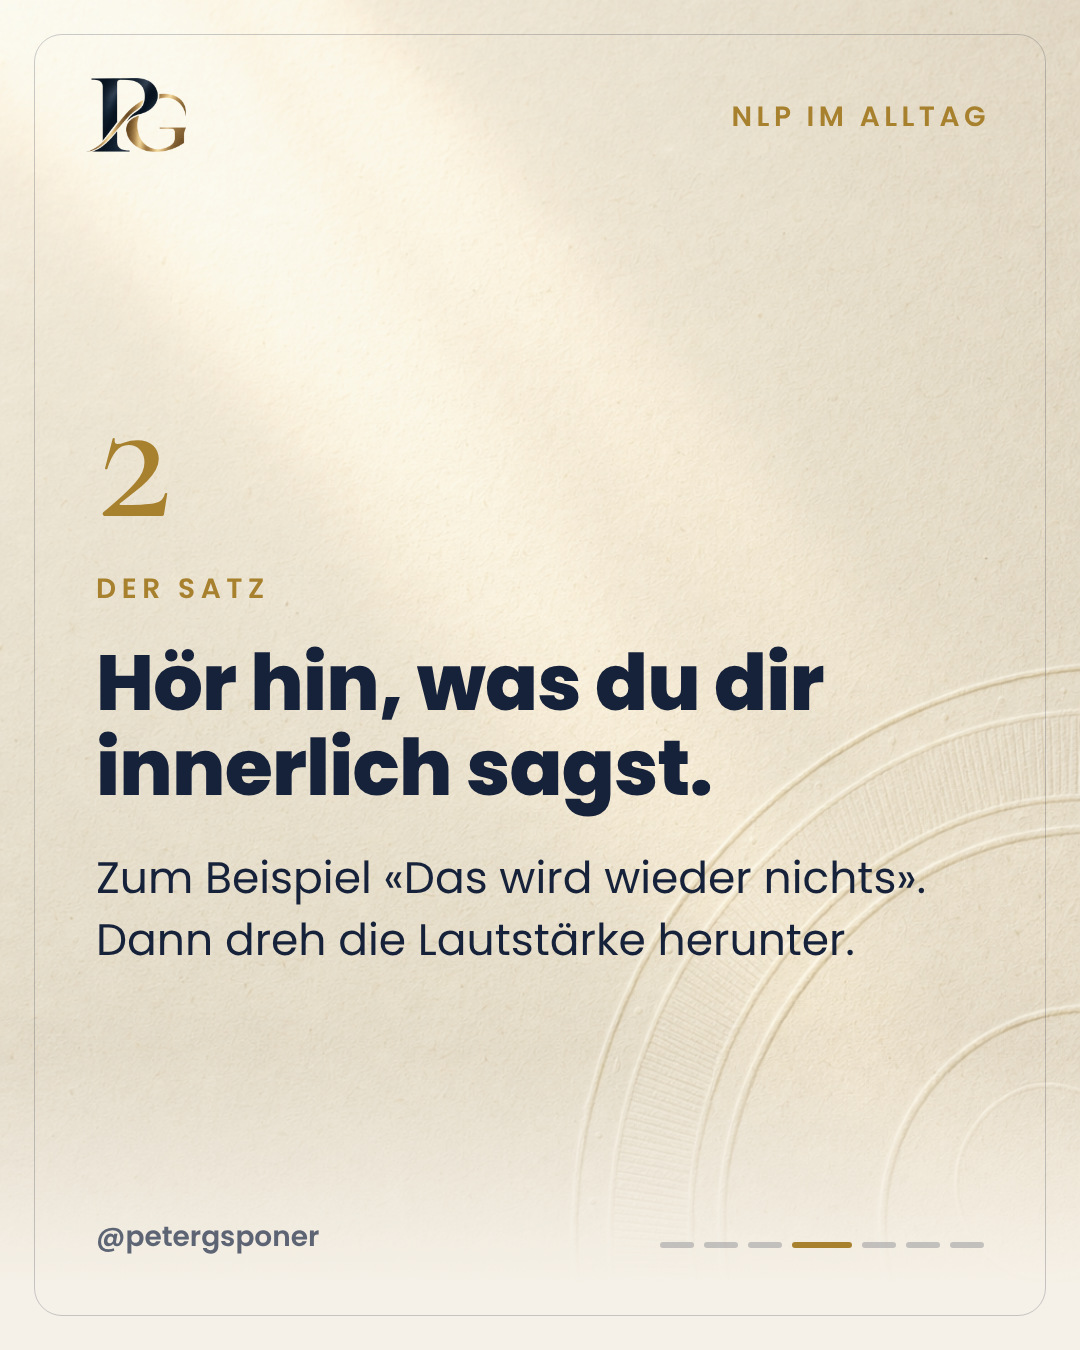 PG
NLP IM ALLTAG
2
DER SATZ
Hör hin, was du dir
innerlich sagst.
Zum Beispiel «Das wird wieder nichts».
Dann dreh die Lautstärke herunter.
@petergsponer